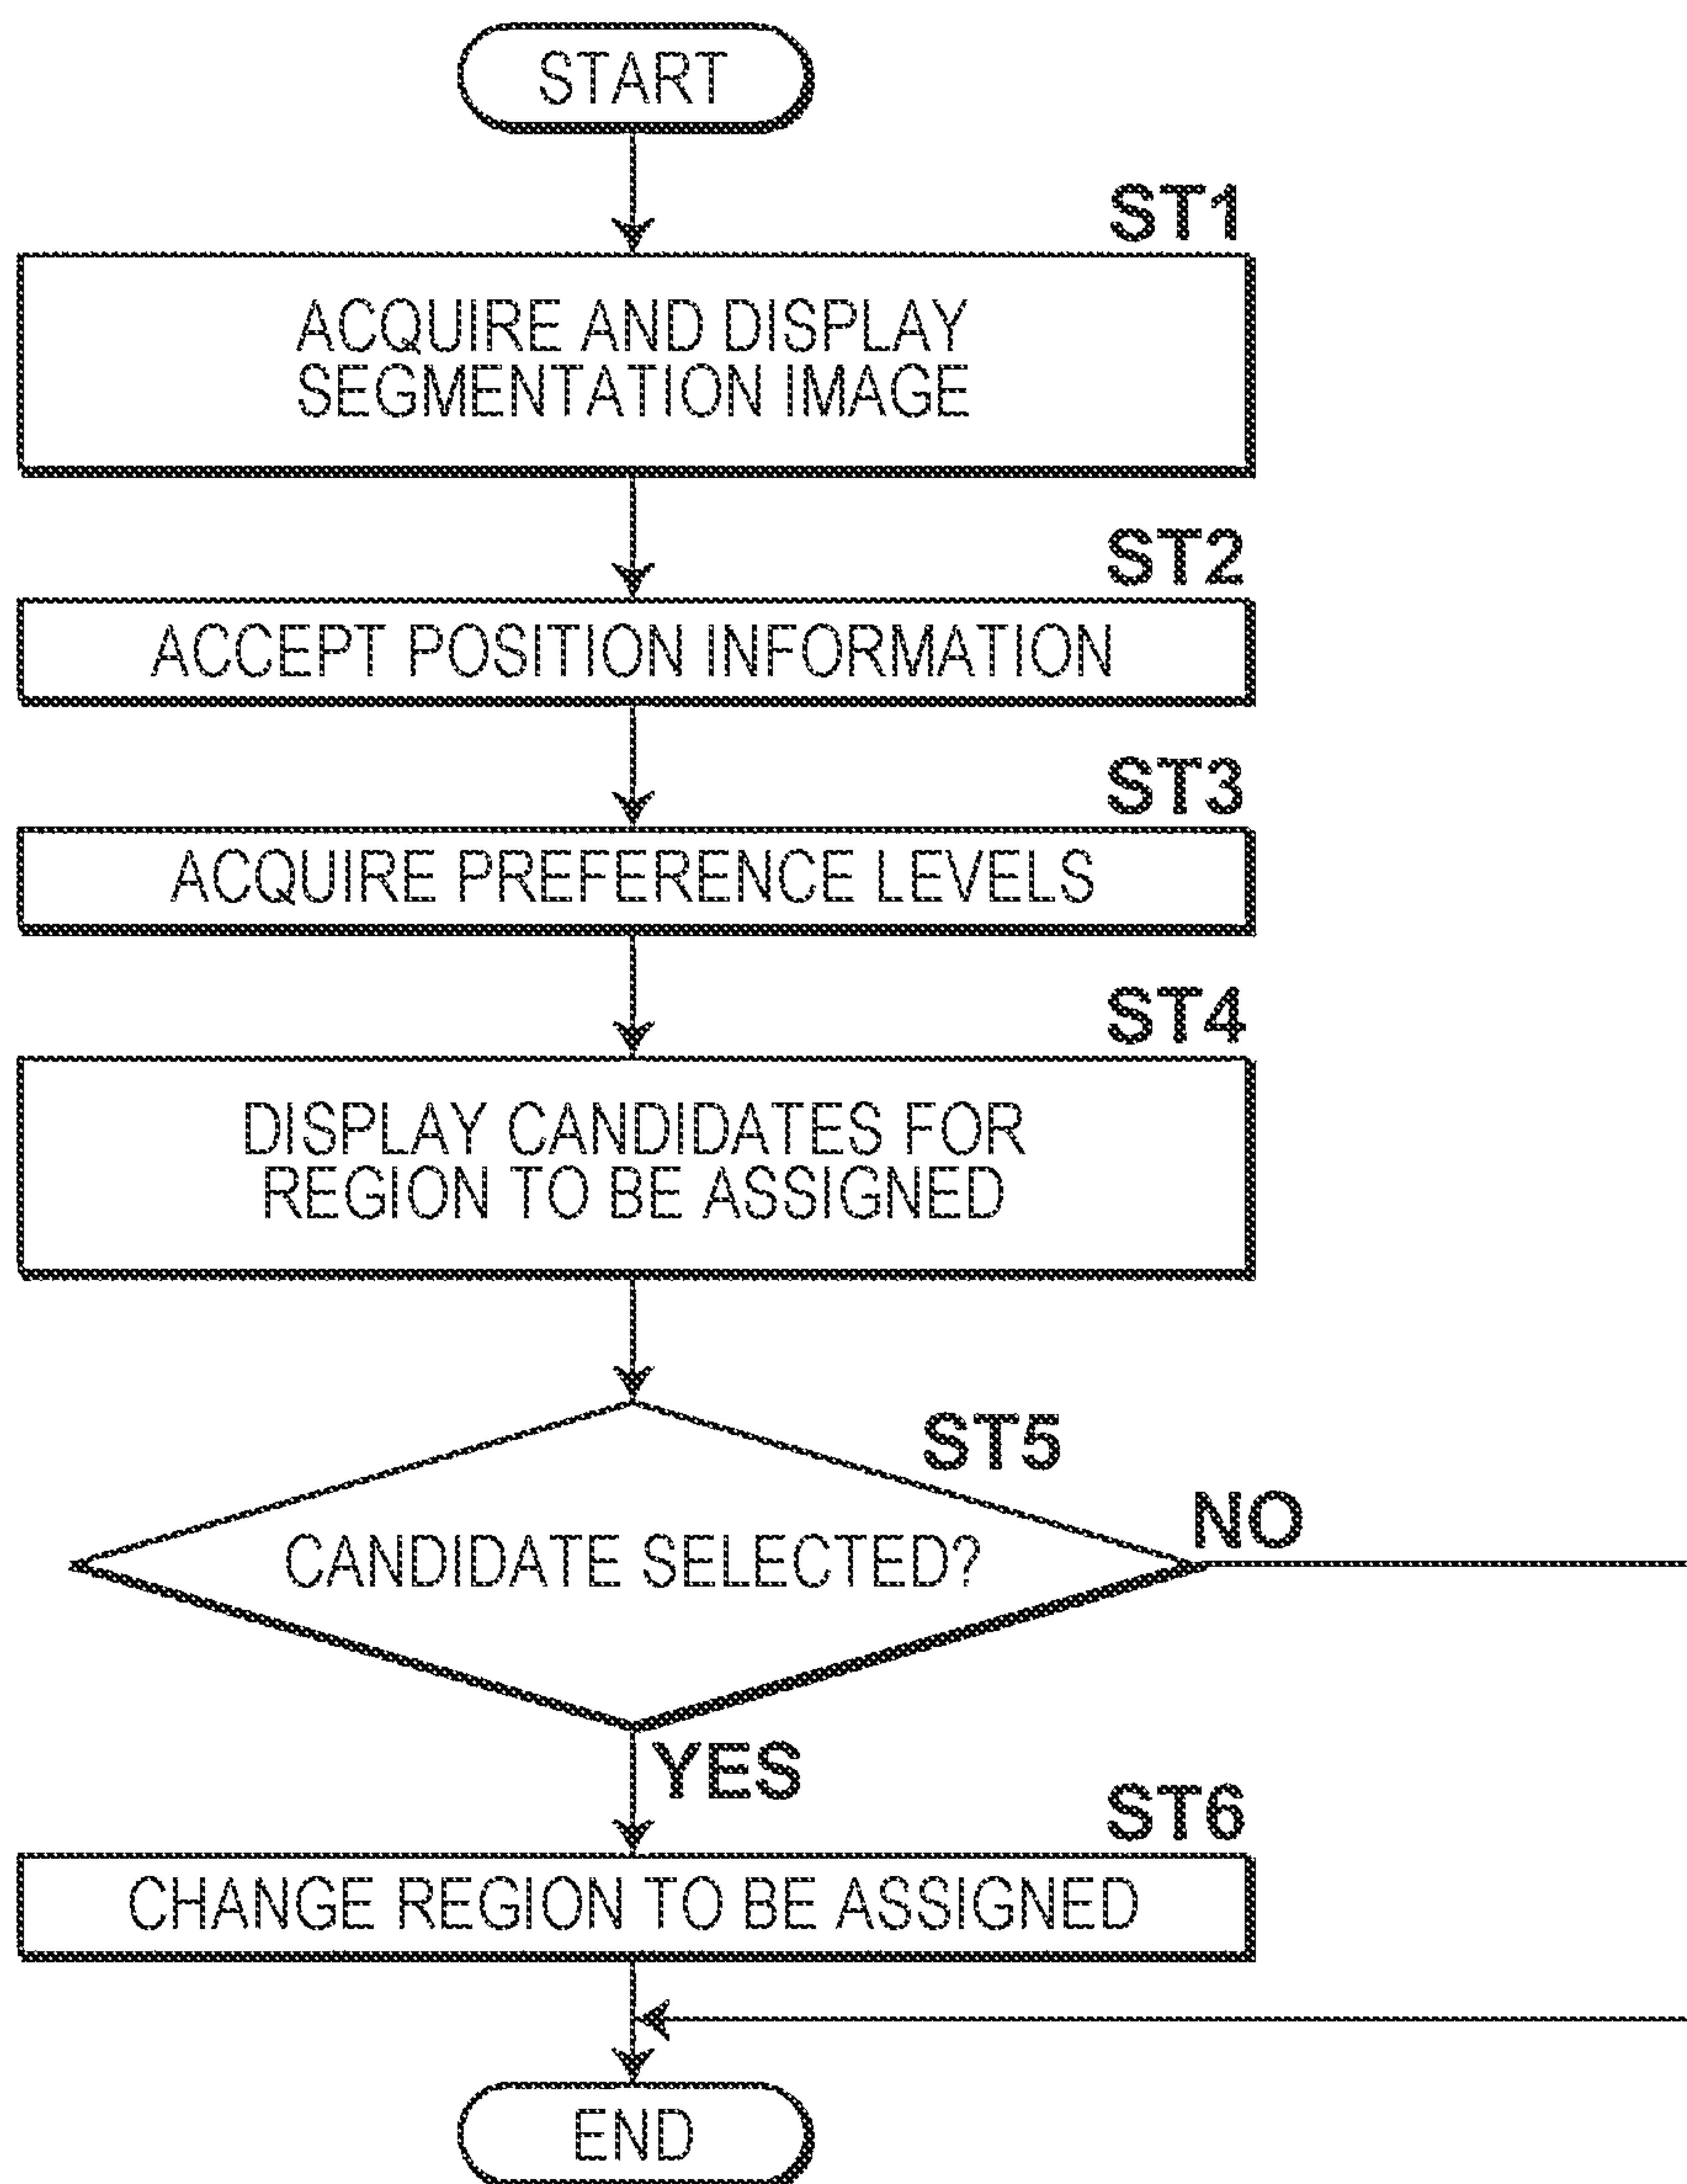 START
ST1
ACQUIRE AND DISPLAY
SEGMENTATION IMAGE
ST2
ACCEPT POSITION INFORMATION
ST3
ACQUIRE PREFERENCE LEVELS
ST4
DISPLAY CANDIDATES FOR
REGION TO BE ASSIGNED
ST5
NO
CANDIDATE SELECTED?
YES
ST6
CHANGE REGION TO BE ASSIGNED
END